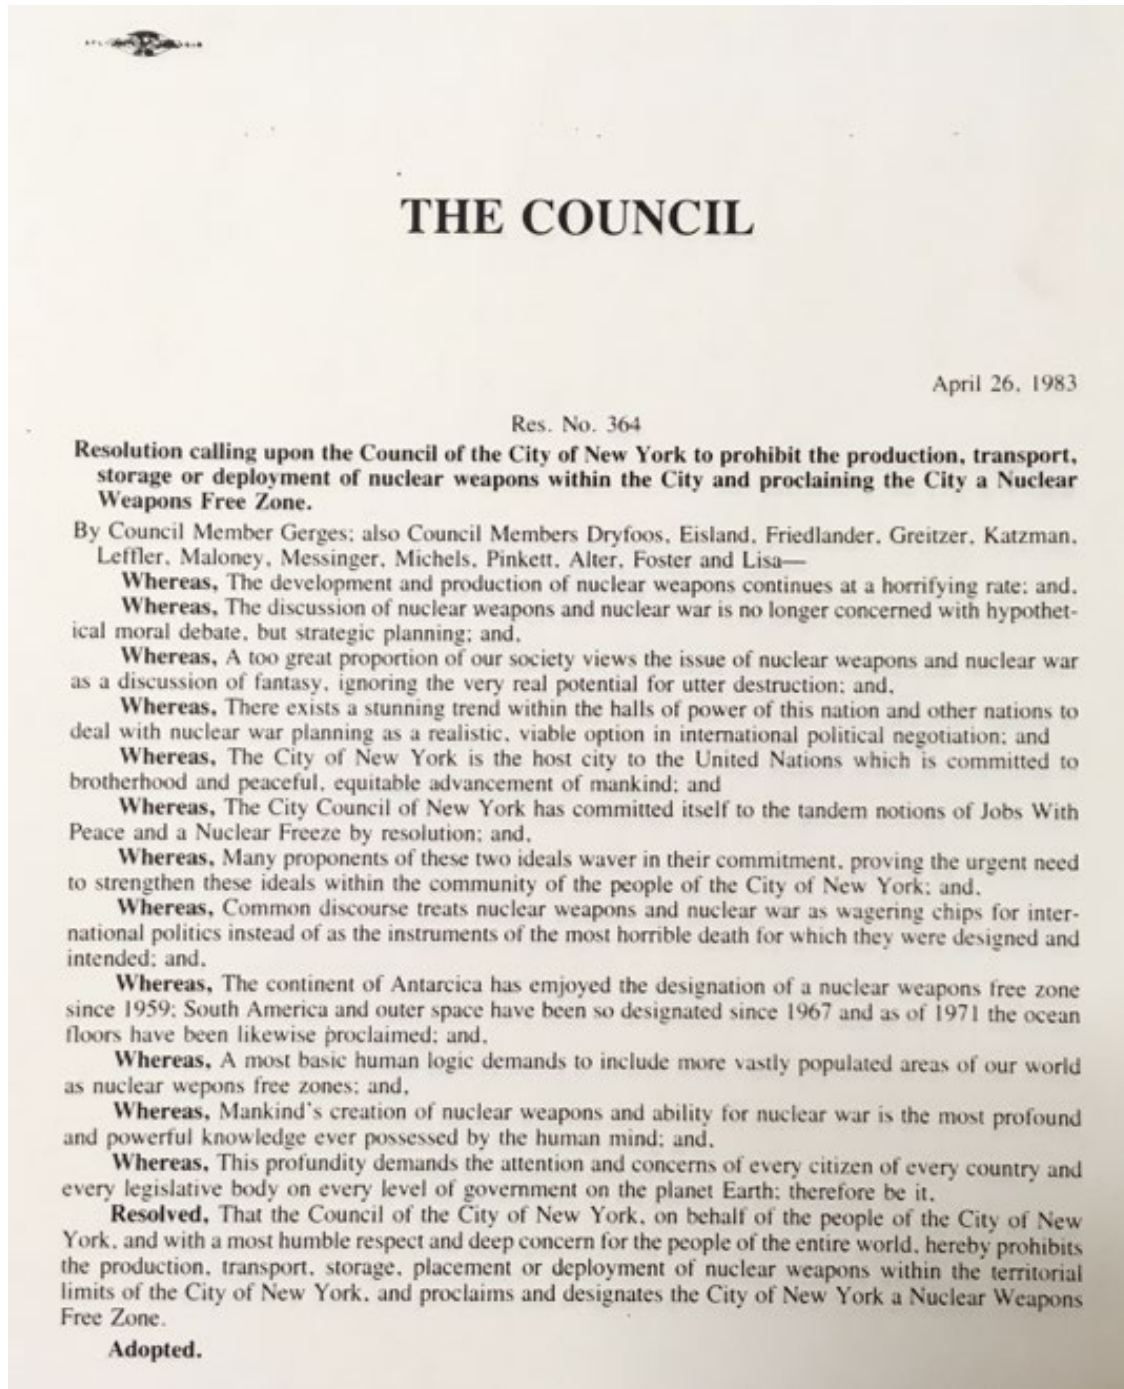 THE COUNCIL
April 26, 1983
Res. No. 364
Resolution calling upon the Council of the City of New York to prohibit the production, transport,
storage or deployment of nuclear weapons within the City and proclaining the City a Nuclear
Weapons Free Zone.
By Council Member Gerges; also Council Members Dryfoos, Eisland, Friedlander, Greitzer, Katzman,
Leffler, Maloney, Messinger, Michels, Pinkett, Alter, Foster and Lisa—
Whereas, The development and production of nuclear weapons continues at a horrifying rate; and,
Whereas, The discussion of nuclear weapons and nuclear war is no longer concerned with hypothet-
ical moral debate, but strategic planning; and,
Whereas, A too great proportion of our society views the issue of nuclear weapons and nuclear war
as a discussion of fantasy, ignoring the very real potential for utter destruction; and,
Whereas, There exists a stunning trend within the halls of power of this nation and other nations to
deal with nuclear war planning as a realistic, viable option in international political negotiation; and
Whereas, The City of New York is the host city to the United Nations which is committed to
brotherhood and peaceful, equitable advancement of mankind; and
Whereas, The City Council of New York has committed itself to the tandem notions of Jobs With
Peace and a Nuclear Freeze by resolution; and,
Whereas, Many proponents of these two ideals waver in their commitment, proving the urgent need
to strengthen these ideals within the community of the people of the City of New York; and,
Whereas, Common discourse treats nuclear weapons and nuclear war as wagering chips for inter-
national politics instead of as the instruments of the most horrible death for which they were designed and
intended; and,
Whereas, The continent of Antarcica has emjoyed the designation of a nuclear weapons free zone
since 1959; South America and outer space have been so designated since 1967 and as of 1971 the ocean
floors have been likewise proclaimed; and,
Whereas, A most basic human logic demands to include more vastly populated areas of our world
as nuclear wepons free zones; and,
Whereas, Mankind's creation of nuclear weapons and ability for nuclear war is the most profound
and powerful knowledge ever possessed by the human mind; and,
Whereas, This profundity demands the attention and concerns of every citizen of every country and
every legislative body on every level of government on the planet Earth; therefore be it,
Resolved, That the Council of the City of New York, on behalf of the people of the City of New
York, and with a most humble respect and deep concern for the people of the entire world, hereby prohibits
the production, transport, storage, placement or deployment of nuclear weapons within the territorial
limits of the City of New York, and proclaims and designates the City of New York a Nuclear Weapons
Free Zone.
Adopted.